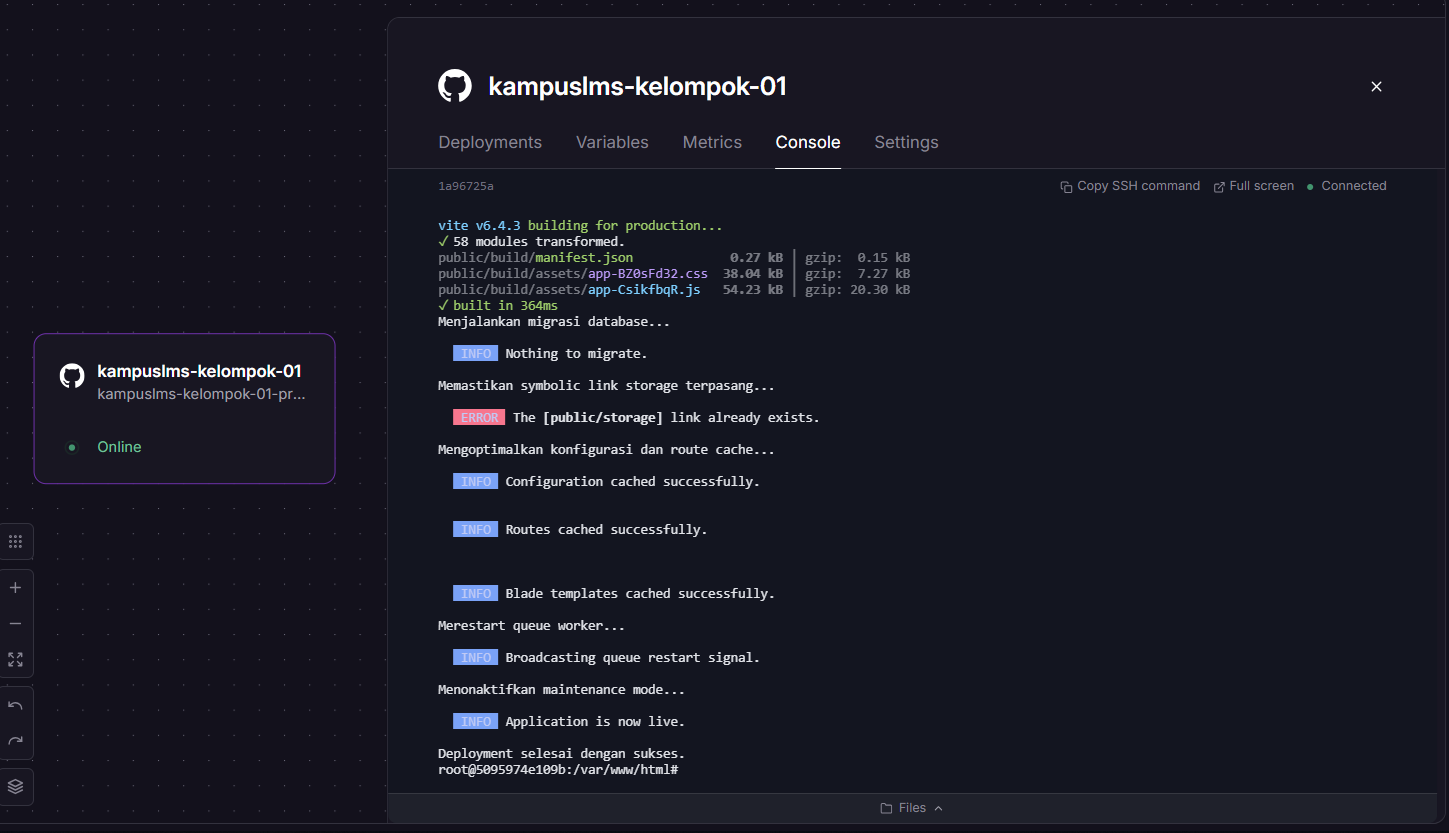 kampuslms-kelompok-01
Deployments Variables Metrics Console Settings
1a96725a Copy SSH command Full screen Connected
vite v6.4.3 building for production...
✓ 58 modules transformed.
public/build/manifest.json 0.27 kB │ gzip: 0.15 kB
public/build/assets/app-BZ0sFd32.css 38.04 kB │ gzip: 7.27 kB
public/build/assets/app-CsikfbqR.js 54.23 kB │ gzip: 20.30 kB
✓ built in 364ms
Menjalankan migrasi database...
INFO Nothing to migrate.
Memastikan symbolic link storage terpasang...
ERROR The [public/storage] link already exists.
Mengoptimalkan konfigurasi dan route cache...
INFO Configuration cached successfully.
INFO Routes cached successfully.
INFO Blade templates cached successfully.
Merestart queue worker...
INFO Broadcasting queue restart signal.
Menonaktifkan maintenance mode...
INFO Application is now live.
Deployment selesai dengan sukses.
root@5095974e109b:/var/www/html#
Files
kampuslms-kelompok-01
kampuslms-kelompok-01-pr...
Online